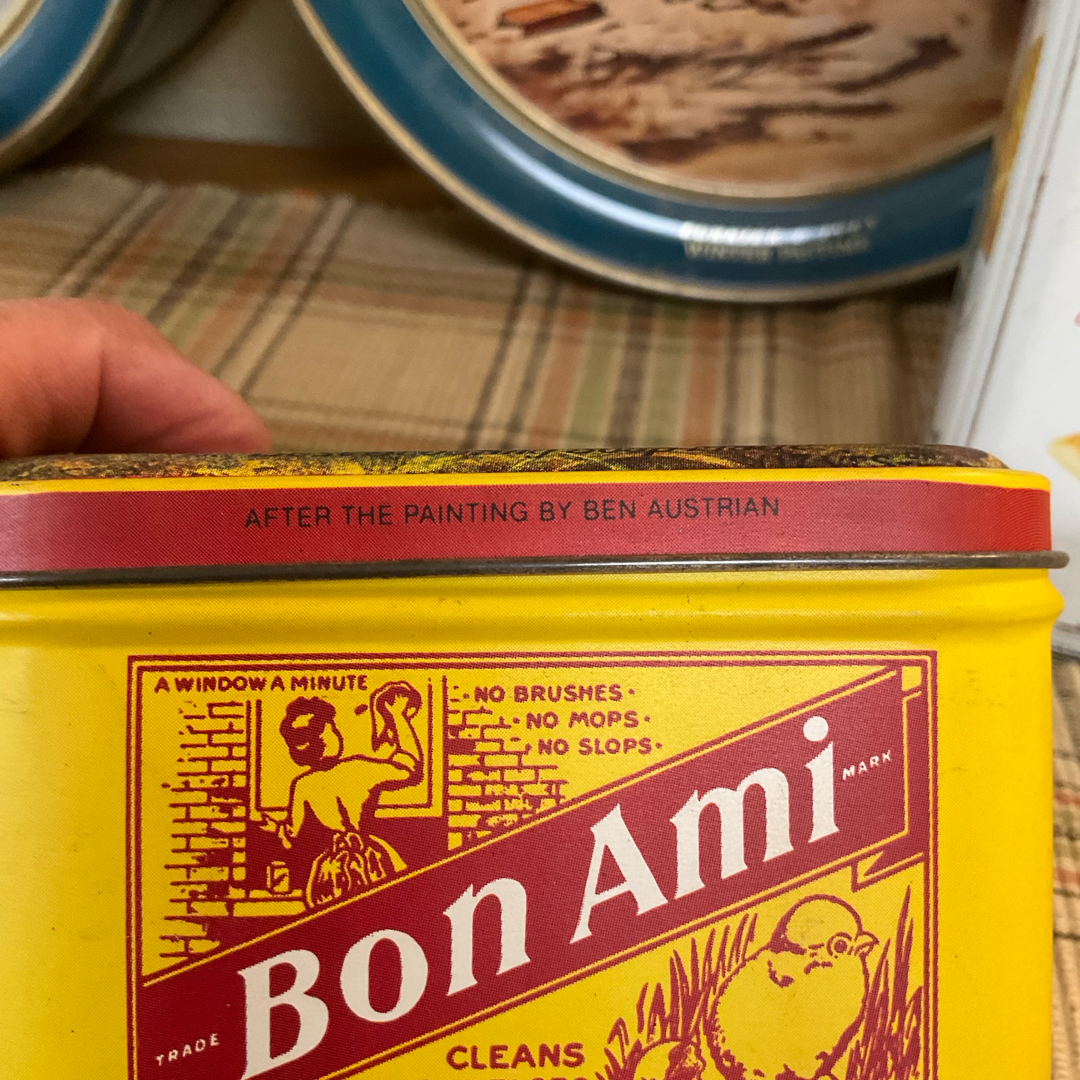 AFTER THE PAINTING BY BEN AUSTRIAN
A WINDOW A MINUTE
·NO BRUSHES·
·NO MOPS·
·NO SLOPS·
Bon Ami
MARK
TRADE
CLEANS